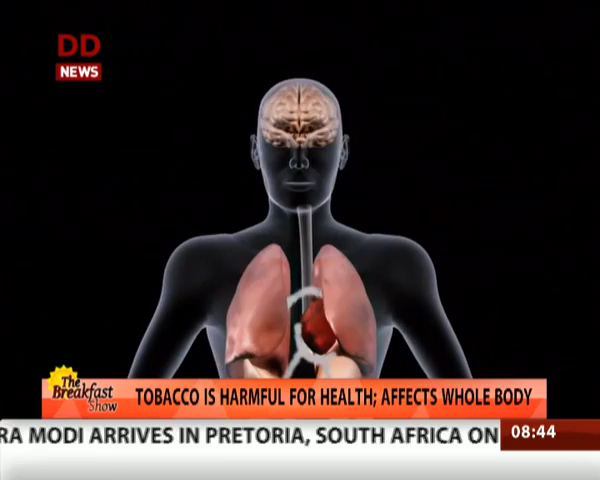 DD
NEWS
The
Breakfast
Show
TOBACCO IS HARMFUL FOR HEALTH; AFFECTS WHOLE BODY
RA MODI ARRIVES IN PRETORIA, SOUTH AFRICA ON
08:44